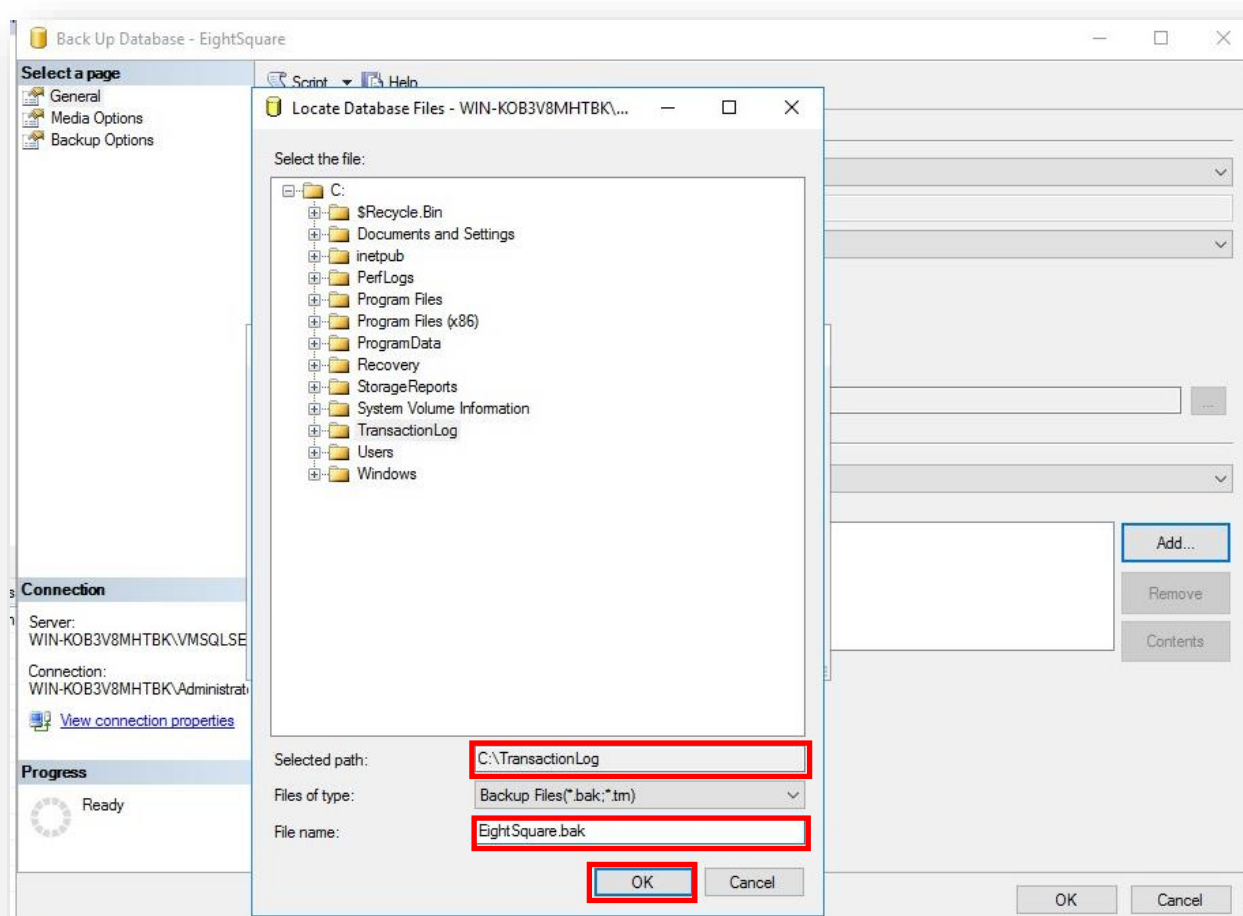 Back Up Database - EightSquare
Select a page
General
Media Options
Backup Options
Script Help
Locate Database Files - WIN-KOB3V8MHTBK\...
Select the file:
C:
$Recycle.Bin
Documents and Settings
inetpub
PerfLogs
Program Files
Program Files (x86)
ProgramData
Recovery
StorageReports
System Volume Information
TransactionLog
Users
Windows
...
Add...
Remove
Contents
Connection
Server:
WIN-KOB3V8MHTBK\VMSQLSE
Connection:
WIN-KOB3V8MHTBK\Administrat
View connection properties
Progress
Ready
Selected path: C:\TransactionLog
Files of type: Backup Files(*.bak;*.trn)
File name: EightSquare.bak
OK Cancel
OK Cancel